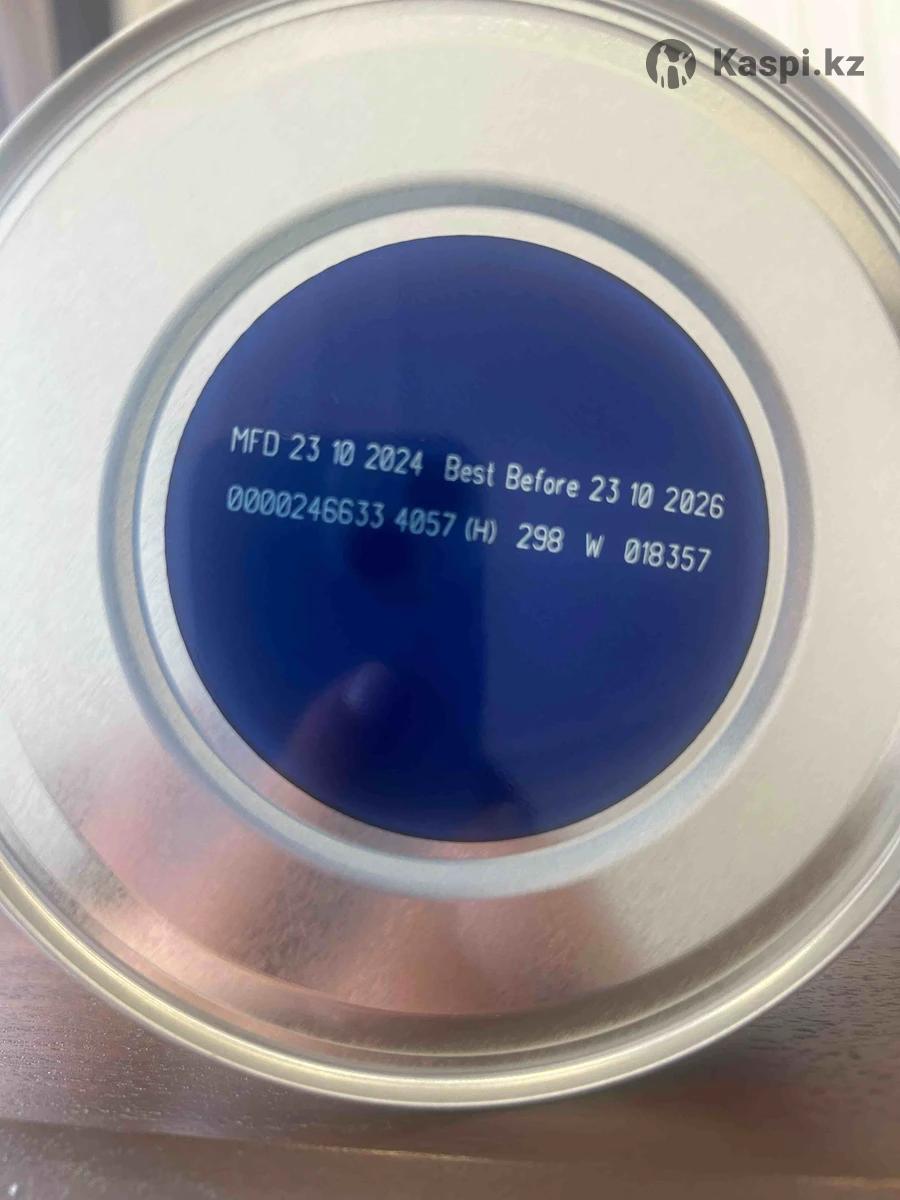 Kaspi.kz
MFD 23 10 2024 Best Before 23 10 2026
0000246633 4057 (H) 298 W 018357